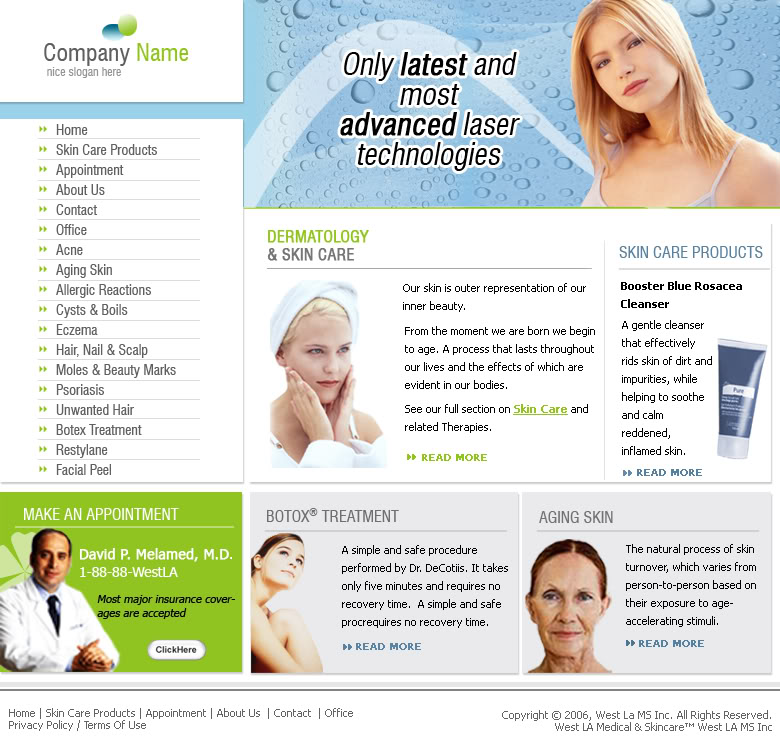 Company Name
nice slogan here
Only latest and
most
advanced laser
technologies
Home
Skin Care Products
Appointment
About Us
Contact
Office
Acne
Aging Skin
Allergic Reactions
Cysts & Boils
Eczema
Hair, Nail & Scalp
Moles & Beauty Marks
Psoriasis
Unwanted Hair
Botex Treatment
Restylane
Facial Peel
DERMATOLOGY
& SKIN CARE
Our skin is outer representation of our
inner beauty.
From the moment we are born we begin
to age. A process that lasts throughout
our lives and the effects of which are
evident in our bodies.
See our full section on Skin Care and
related Therapies.
READ MORE
SKIN CARE PRODUCTS
Booster Blue Rosacea
Cleanser
A gentle cleanser
that effectively
rids skin of dirt and
impurities, while
helping to soothe
and calm
reddened,
inflamed skin.
Pure
READ MORE
MAKE AN APPOINTMENT
David P. Melamed, M.D.
1-88-88-WestLA
Most major insurance cover-
ages are accepted
ClickHere
BOTOX® TREATMENT
A simple and safe procedure
performed by Dr. DeCotiis. It takes
only five minutes and requires no
recovery time.  A simple and safe
procrequires no recovery time.
READ MORE
AGING SKIN
The natural process of skin
turnover, which varies from
person-to-person based on
their exposure to age-
accelerating stimuli.
READ MORE
Home | Skin Care Products | Appointment | About Us | Contact | Office
Privacy Policy / Terms Of Use
Copyright © 2006, West La MS Inc. All Rights Reserved.
West LA Medical & Skincare™ West LA MS Inc